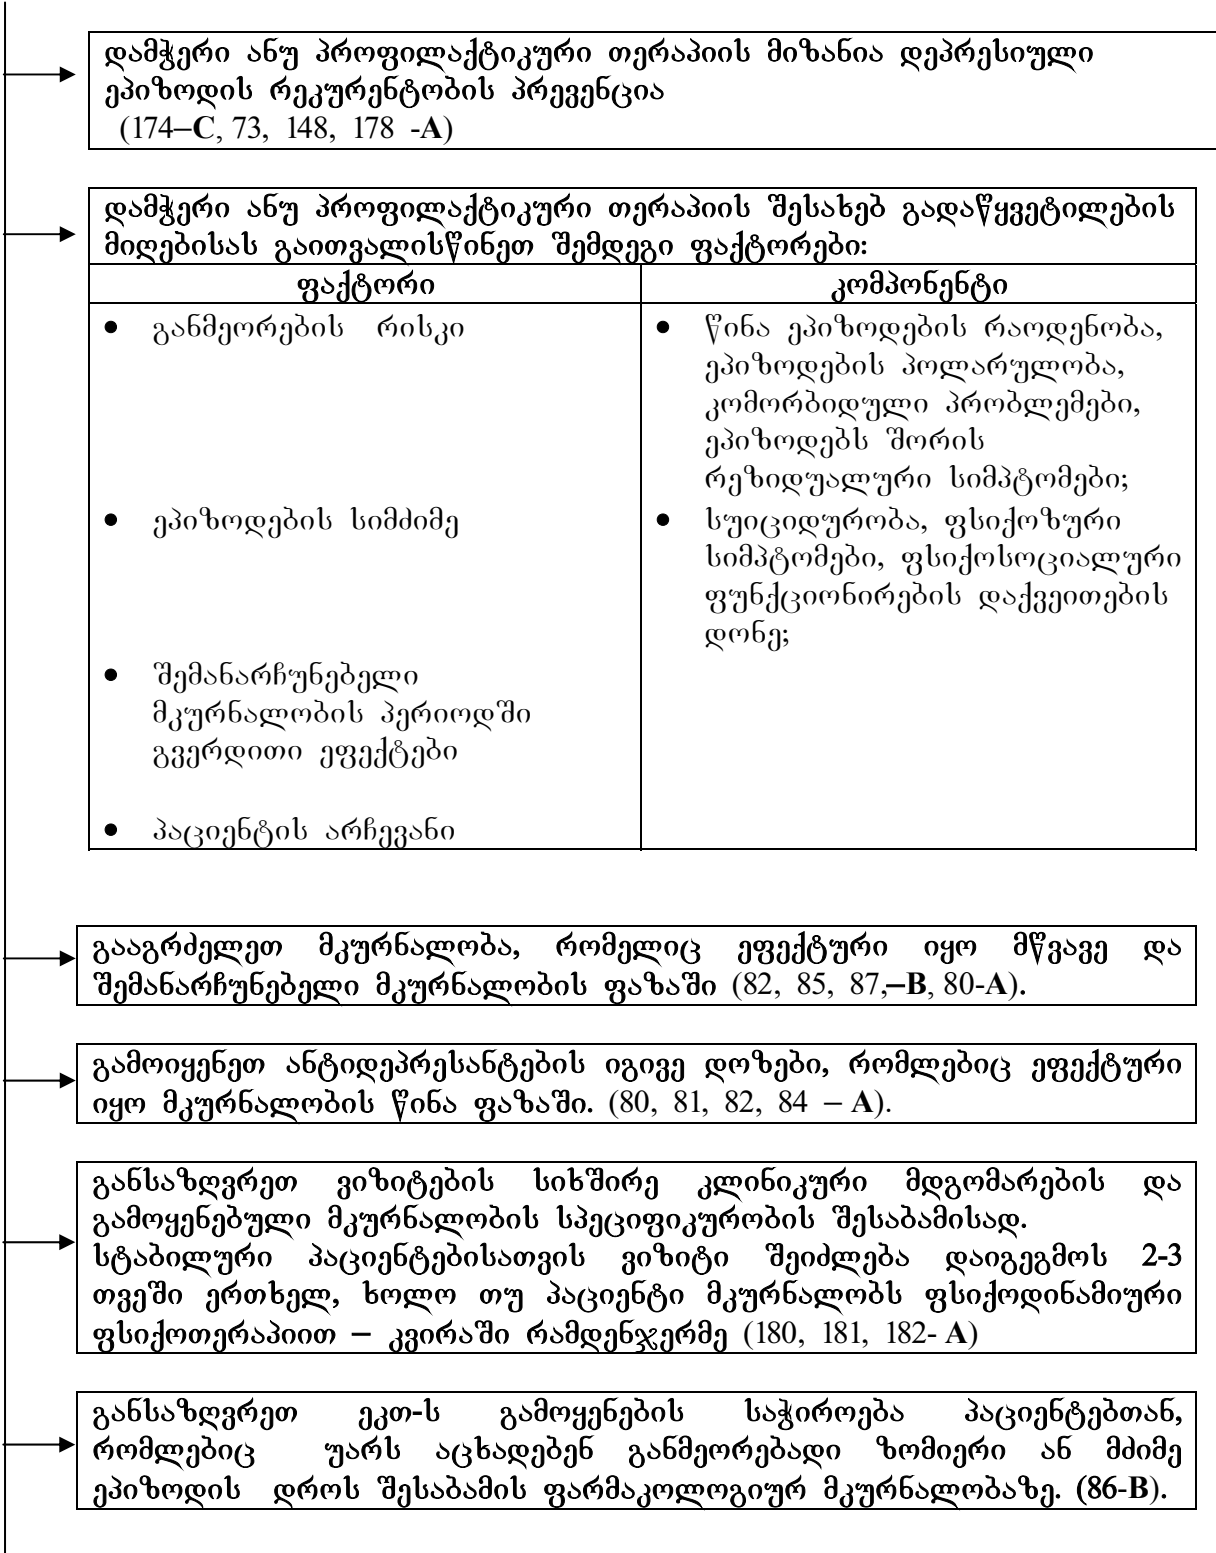 დამჭერი ანუ პროფილაქტიკური თერაპიის მიზანია დეპრესიული
ეპიზოდის რეკურენტობის პრევენცია
(174–C, 73, 148, 178 -A)
დამჭერი ანუ პროფილაქტიკური თერაპიის შესახებ გადაწყვეტილების
მიღებისას გაითვალისწინეთ შემდეგი ფაქტორები:
ფაქტორი
კომპონენტი
• განმეორების რისკი
• წინა ეპიზოდების რაოდენობა,
ეპიზოდების პოლარულობა,
კომორბიდული პრობლემები,
ეპიზოდებს შორის
რეზიდუალური სიმპტომები;
• ეპიზოდების სიმძიმე
• სუიციდურობა, ფსიქოზური
სიმპტომები, ფსიქოსოციალური
ფუნქციონირების დაქვეითების
დონე;
• შემანარჩუნებელი
მკურნალობის პერიოდში
გვერდითი ეფექტები
• პაციენტის არჩევანი
გააგრძელეთ მკურნალობა, რომელიც ეფექტური იყო მწვავე და
შემანარჩუნებელი მკურნალობის ფაზაში (82, 85, 87,–B, 80-A).
გამოიყენეთ ანტიდეპრესანტების იგივე დოზები, რომლებიც ეფექტური
იყო მკურნალობის წინა ფაზაში. (80, 81, 82, 84 – A).
განსაზღვრეთ ვიზიტების სიხშირე კლინიკური მდგომარების და
გამოყენებული მკურნალობის სპეციფიკურობის შესაბამისად.
სტაბილური პაციენტებისათვის ვიზიტი შეიძლება დაიგეგმოს 2-3
თვეში ერთხელ, ხოლო თუ პაციენტი მკურნალობს ფსიქოდინამიური
ფსიქოთერაპიით – კვირაში რამდენჯერმე (180, 181, 182- A)
განსაზღვრეთ ეკთ-ს გამოყენების საჭიროება პაციენტებთან,
რომლებიც უარს აცხადებენ განმეორებადი ზომიერი ან მძიმე
ეპიზოდის დროს შესაბამის ფარმაკოლოგიურ მკურნალობაზე. (86-B).